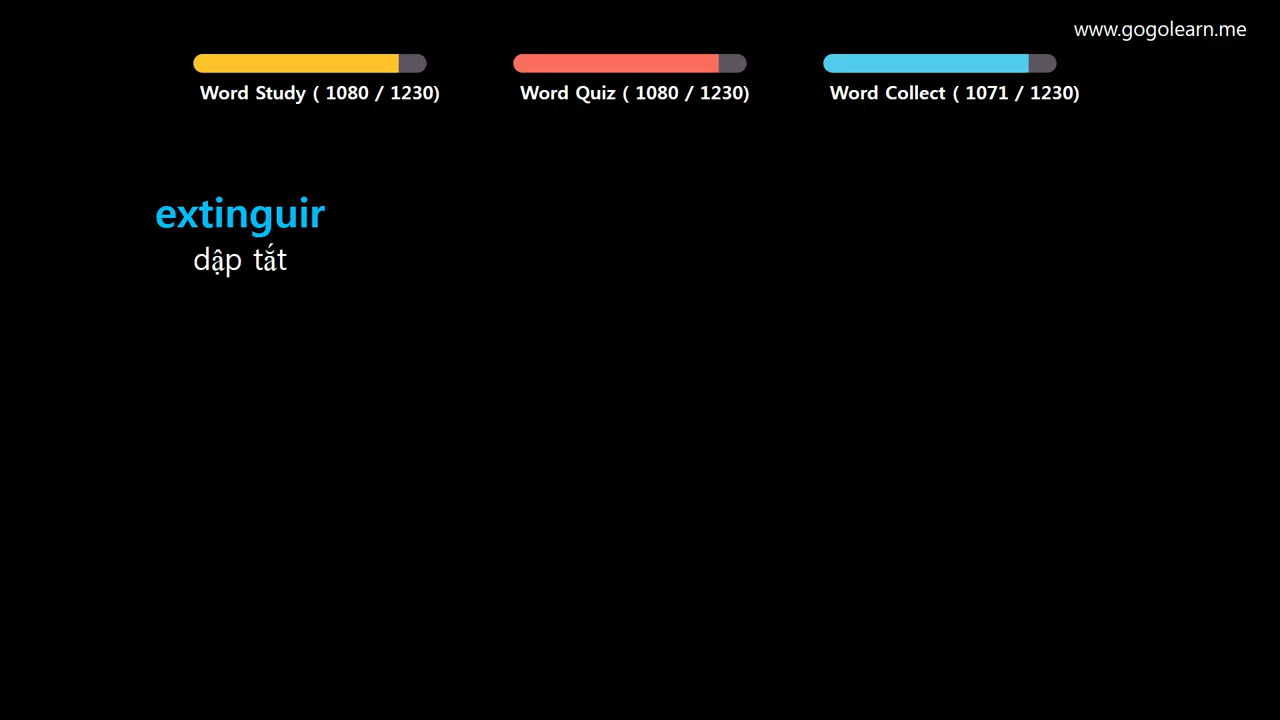 www.gogolearn.me
Word Study ( 1080 / 1230)
Word Quiz ( 1080 / 1230)
Word Collect ( 1071 / 1230)
extinguir
dập tắt